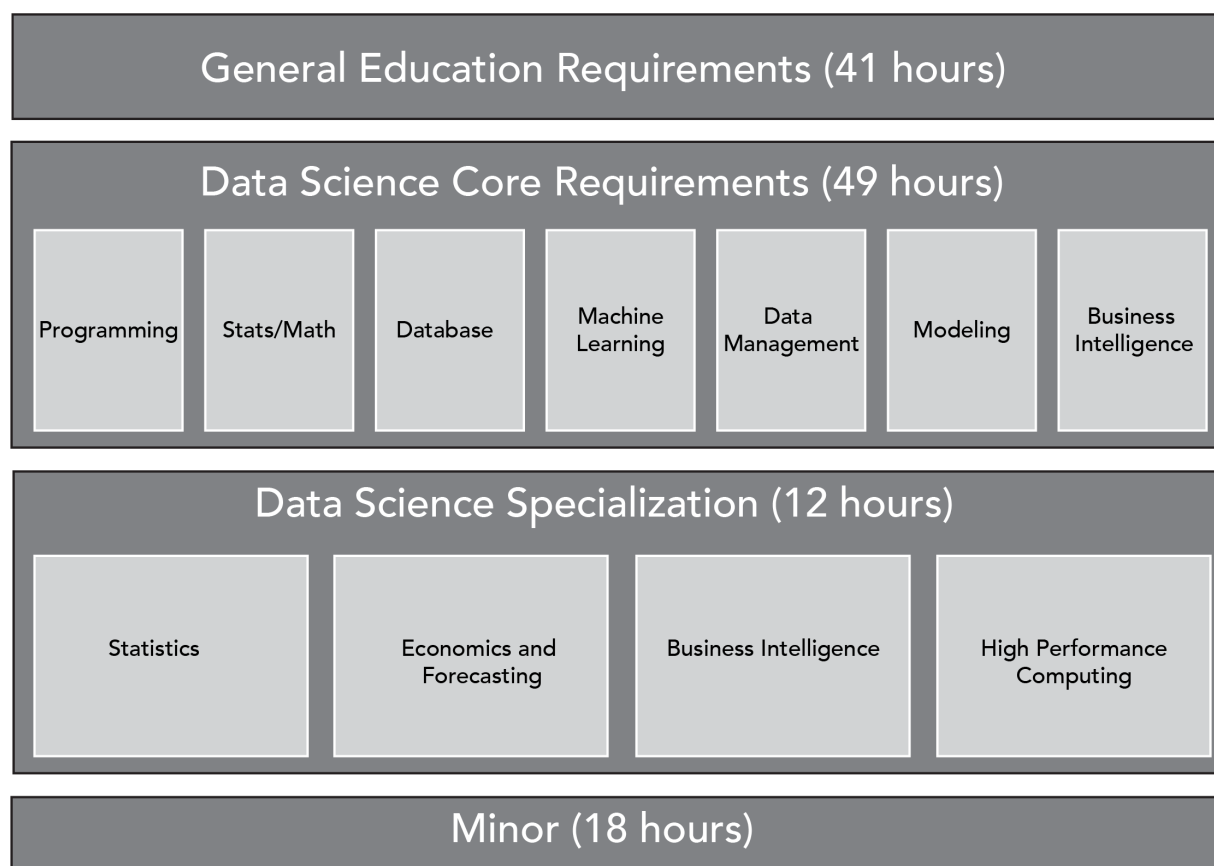 General Education Requirements (41 hours)
Data Science Core Requirements (49 hours)
Programming
Stats/Math
Database
Machine
Learning
Data
Management
Modeling
Business
Intelligence
Data Science Specialization (12 hours)
Statistics
Economics and
Forecasting
Business Intelligence
High Performance
Computing
Minor (18 hours)